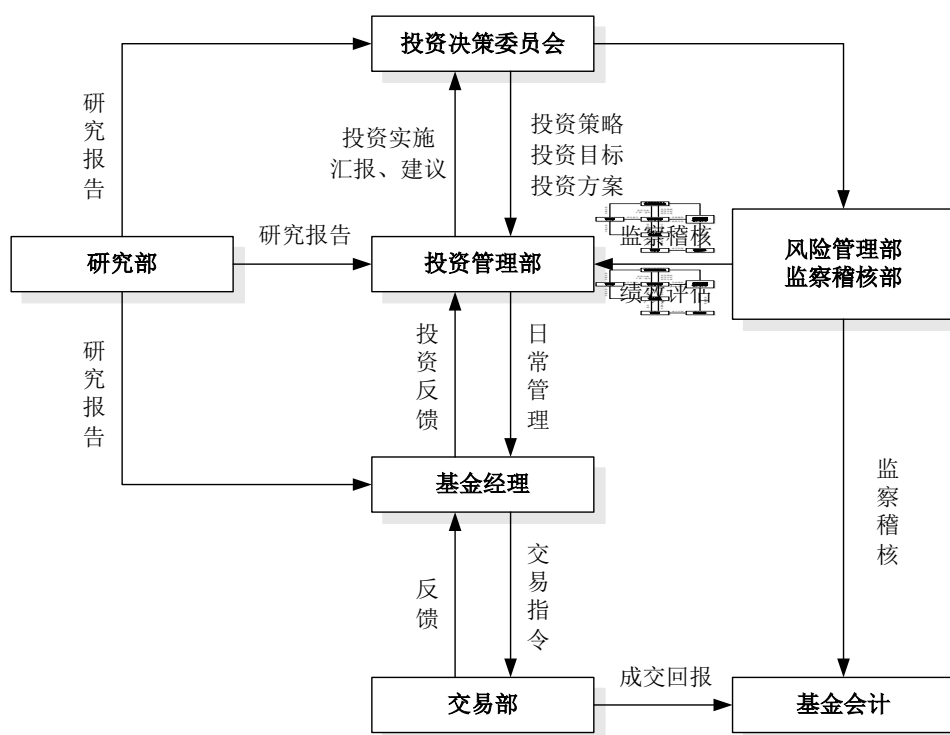 投资决策委员会
研究报告
投资实施
汇报、建议
投资策略
投资目标
投资方案
研究报告
监察稽核
研究部
投资管理部
风险管理部
监察稽核部
绩效评估
研究报告
投资反馈
日常管理
基金经理
监察稽核
反馈
交易指令
成交回报
交易部
基金会计